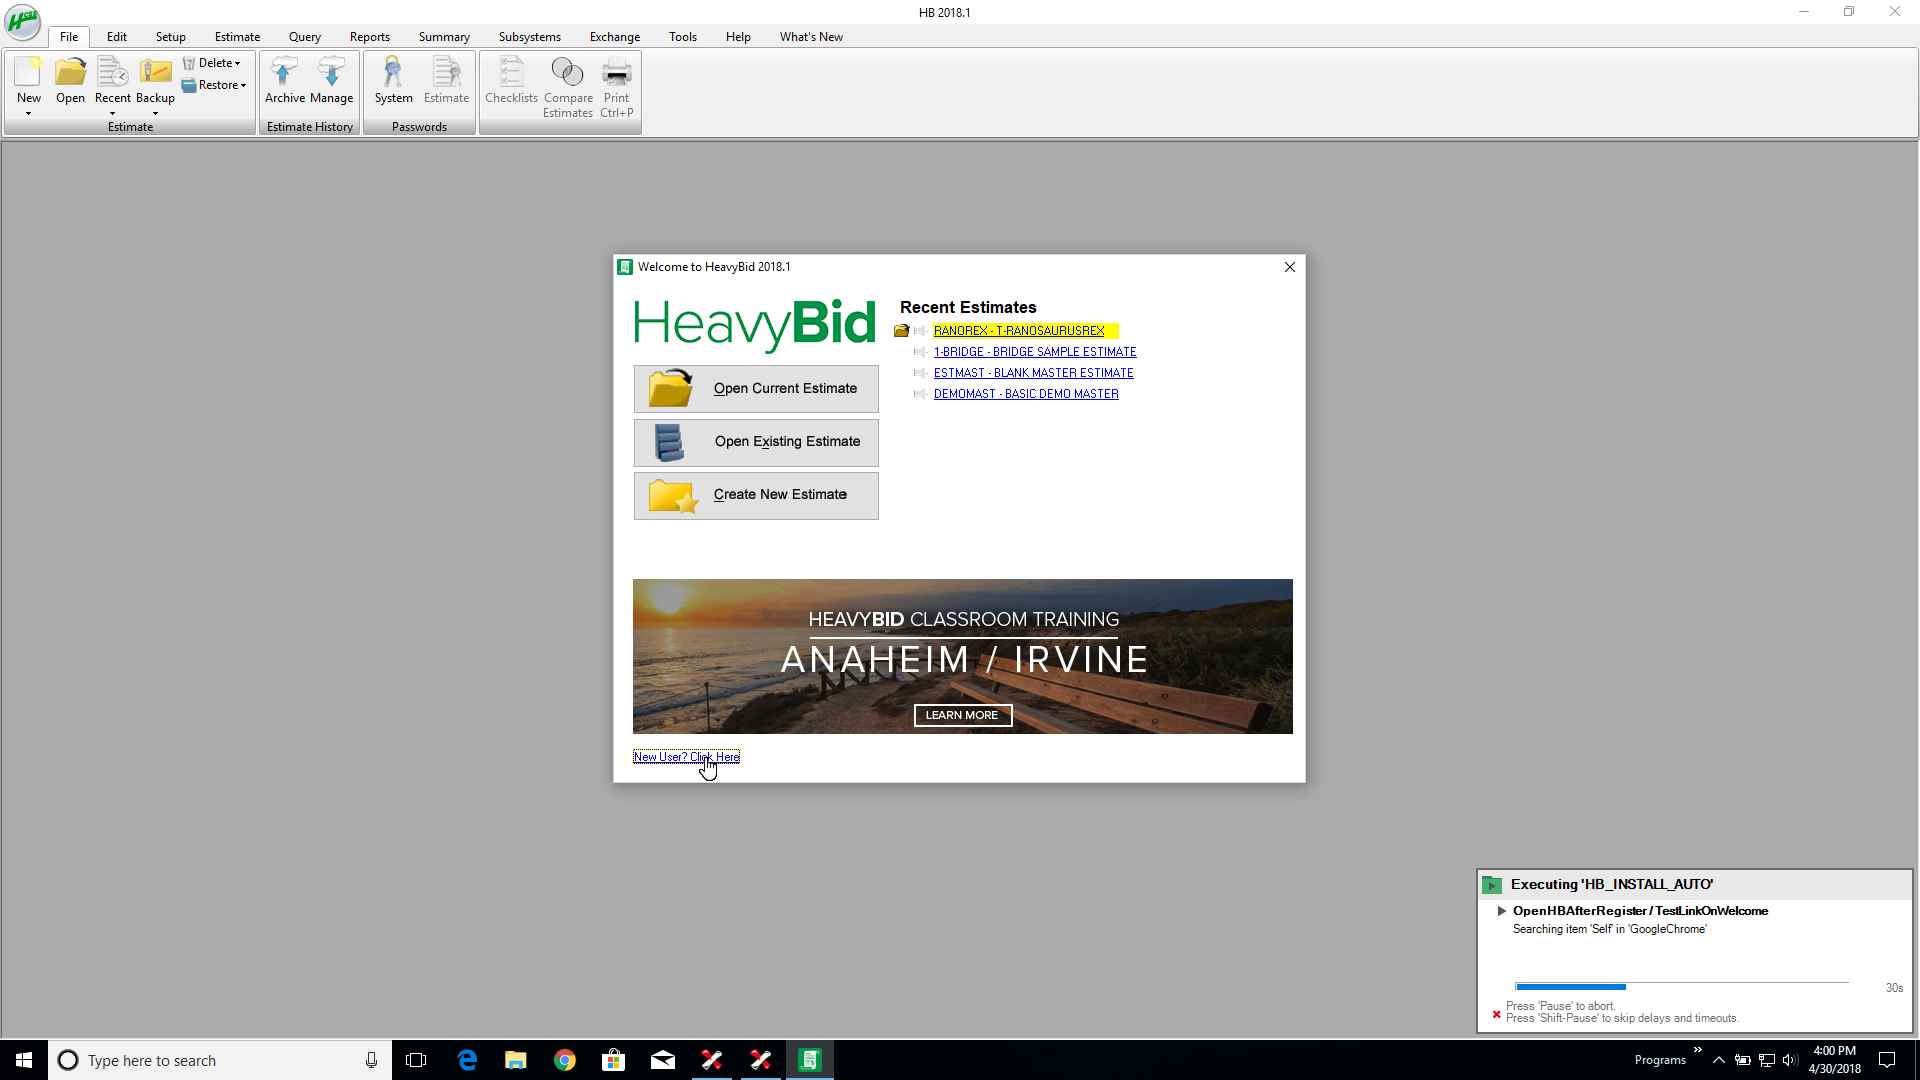 HB 2018.1
File Edit Setup Estimate Query Reports Summary Subsystems Exchange Tools Help What's New
New Open Recent Backup Delete Restore
Estimate
Archive Manage
Estimate History
System Estimate
Passwords
Checklists Compare Estimates Print Ctrl+P
Welcome to HeavyBid 2018.1
HeavyBid
Open Current Estimate
Open Existing Estimate
Create New Estimate
Recent Estimates
RANOREX - T-RANOSAURUSREX
1-BRIDGE - BRIDGE SAMPLE ESTIMATE
ESTMAST - BLANK MASTER ESTIMATE
DEMOMAST - BASIC DEMO MASTER
HEAVYBID CLASSROOM TRAINING
ANAHEIM / IRVINE
LEARN MORE
New User? Click Here
Executing 'HB_INSTALL_AUTO'
OpenHBAfterRegister / TestLinkOnWelcome
Searching item 'Self' in 'GoogleChrome'
30s
Press 'Pause' to abort.
Press 'Shift-Pause' to skip delays and timeouts.
Type here to search
Programs
4:00 PM
4/30/2018